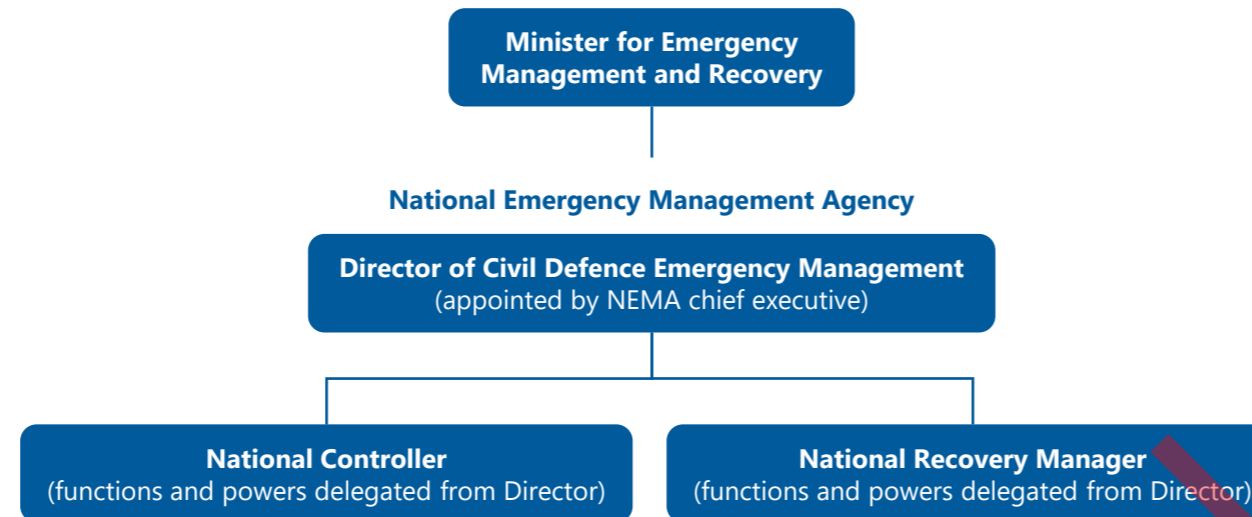 Minister for Emergency
Management and Recovery
National Emergency Management Agency
Director of Civil Defence Emergency Management
(appointed by NEMA chief executive)
National Controller
(functions and powers delegated from Director)
National Recovery Manager
(functions and powers delegated from Director)